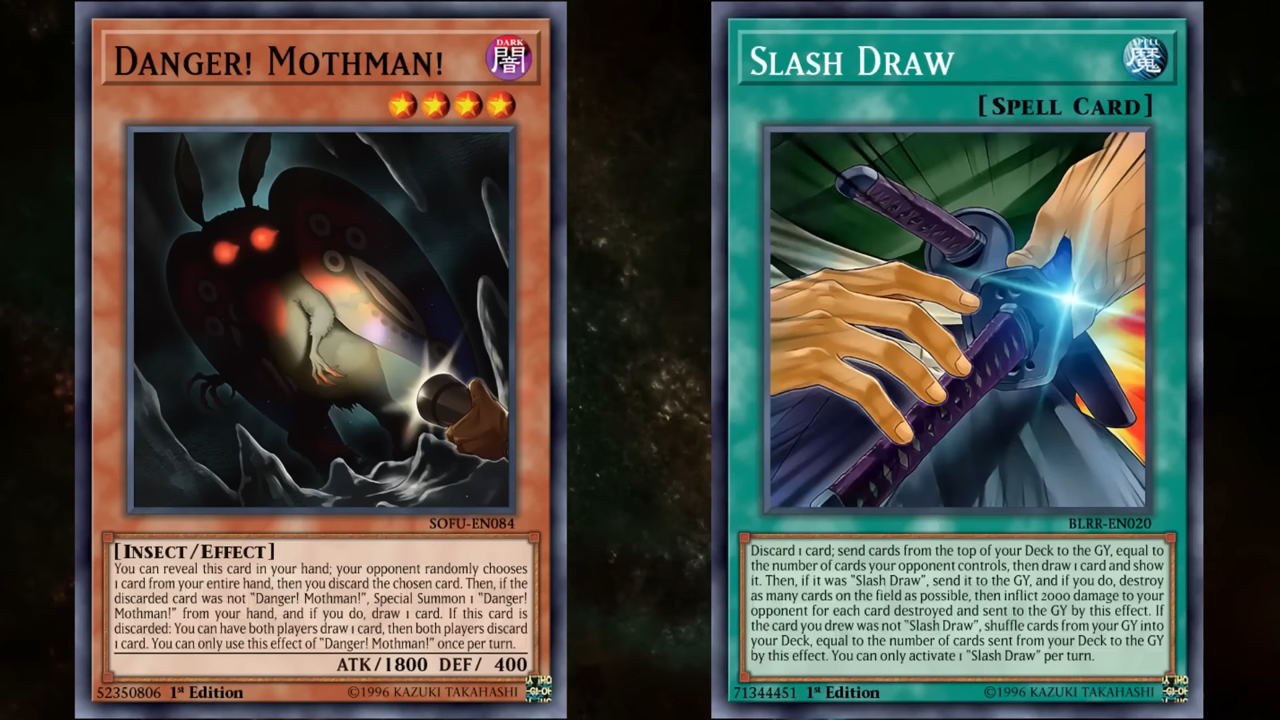 DANGER! MOTHMAN!
DARK
闇
SOFU-EN084
[INSECT/EFFECT]
You can reveal this card in your hand; your opponent randomly chooses
1 card from your entire hand, then you discard the chosen card. Then, if the
discarded card was not "Danger! Mothman!", Special Summon 1 "Danger!
Mothman!" from your hand, and if you do, draw 1 card. If this card is
discarded: You can have both players draw 1 card, then both players discard
1 card. You can only use this effect of "Danger! Mothman!" once per turn.
ATK/1800 DEF/ 400
52350806 1st Edition ©1996 KAZUKI TAKAHASHI
SLASH DRAW
SPELL
魔
[SPELL CARD]
BLRR-EN020
Discard 1 card; send cards from the top of your Deck to the GY, equal to
the number of cards your opponent controls, then draw 1 card and show
it. Then, if it was "Slash Draw", send it to the GY, and if you do, destroy
as many cards on the field as possible, then inflict 2000 damage to your
opponent for each card destroyed and sent to the GY by this effect. If
the card you drew was not "Slash Draw", shuffle cards from your GY into
your Deck, equal to the number of cards sent from your Deck to the GY
by this effect. You can only activate 1 "Slash Draw" per turn.
71344451 1st Edition ©1996 KAZUKI TAKAHASHI